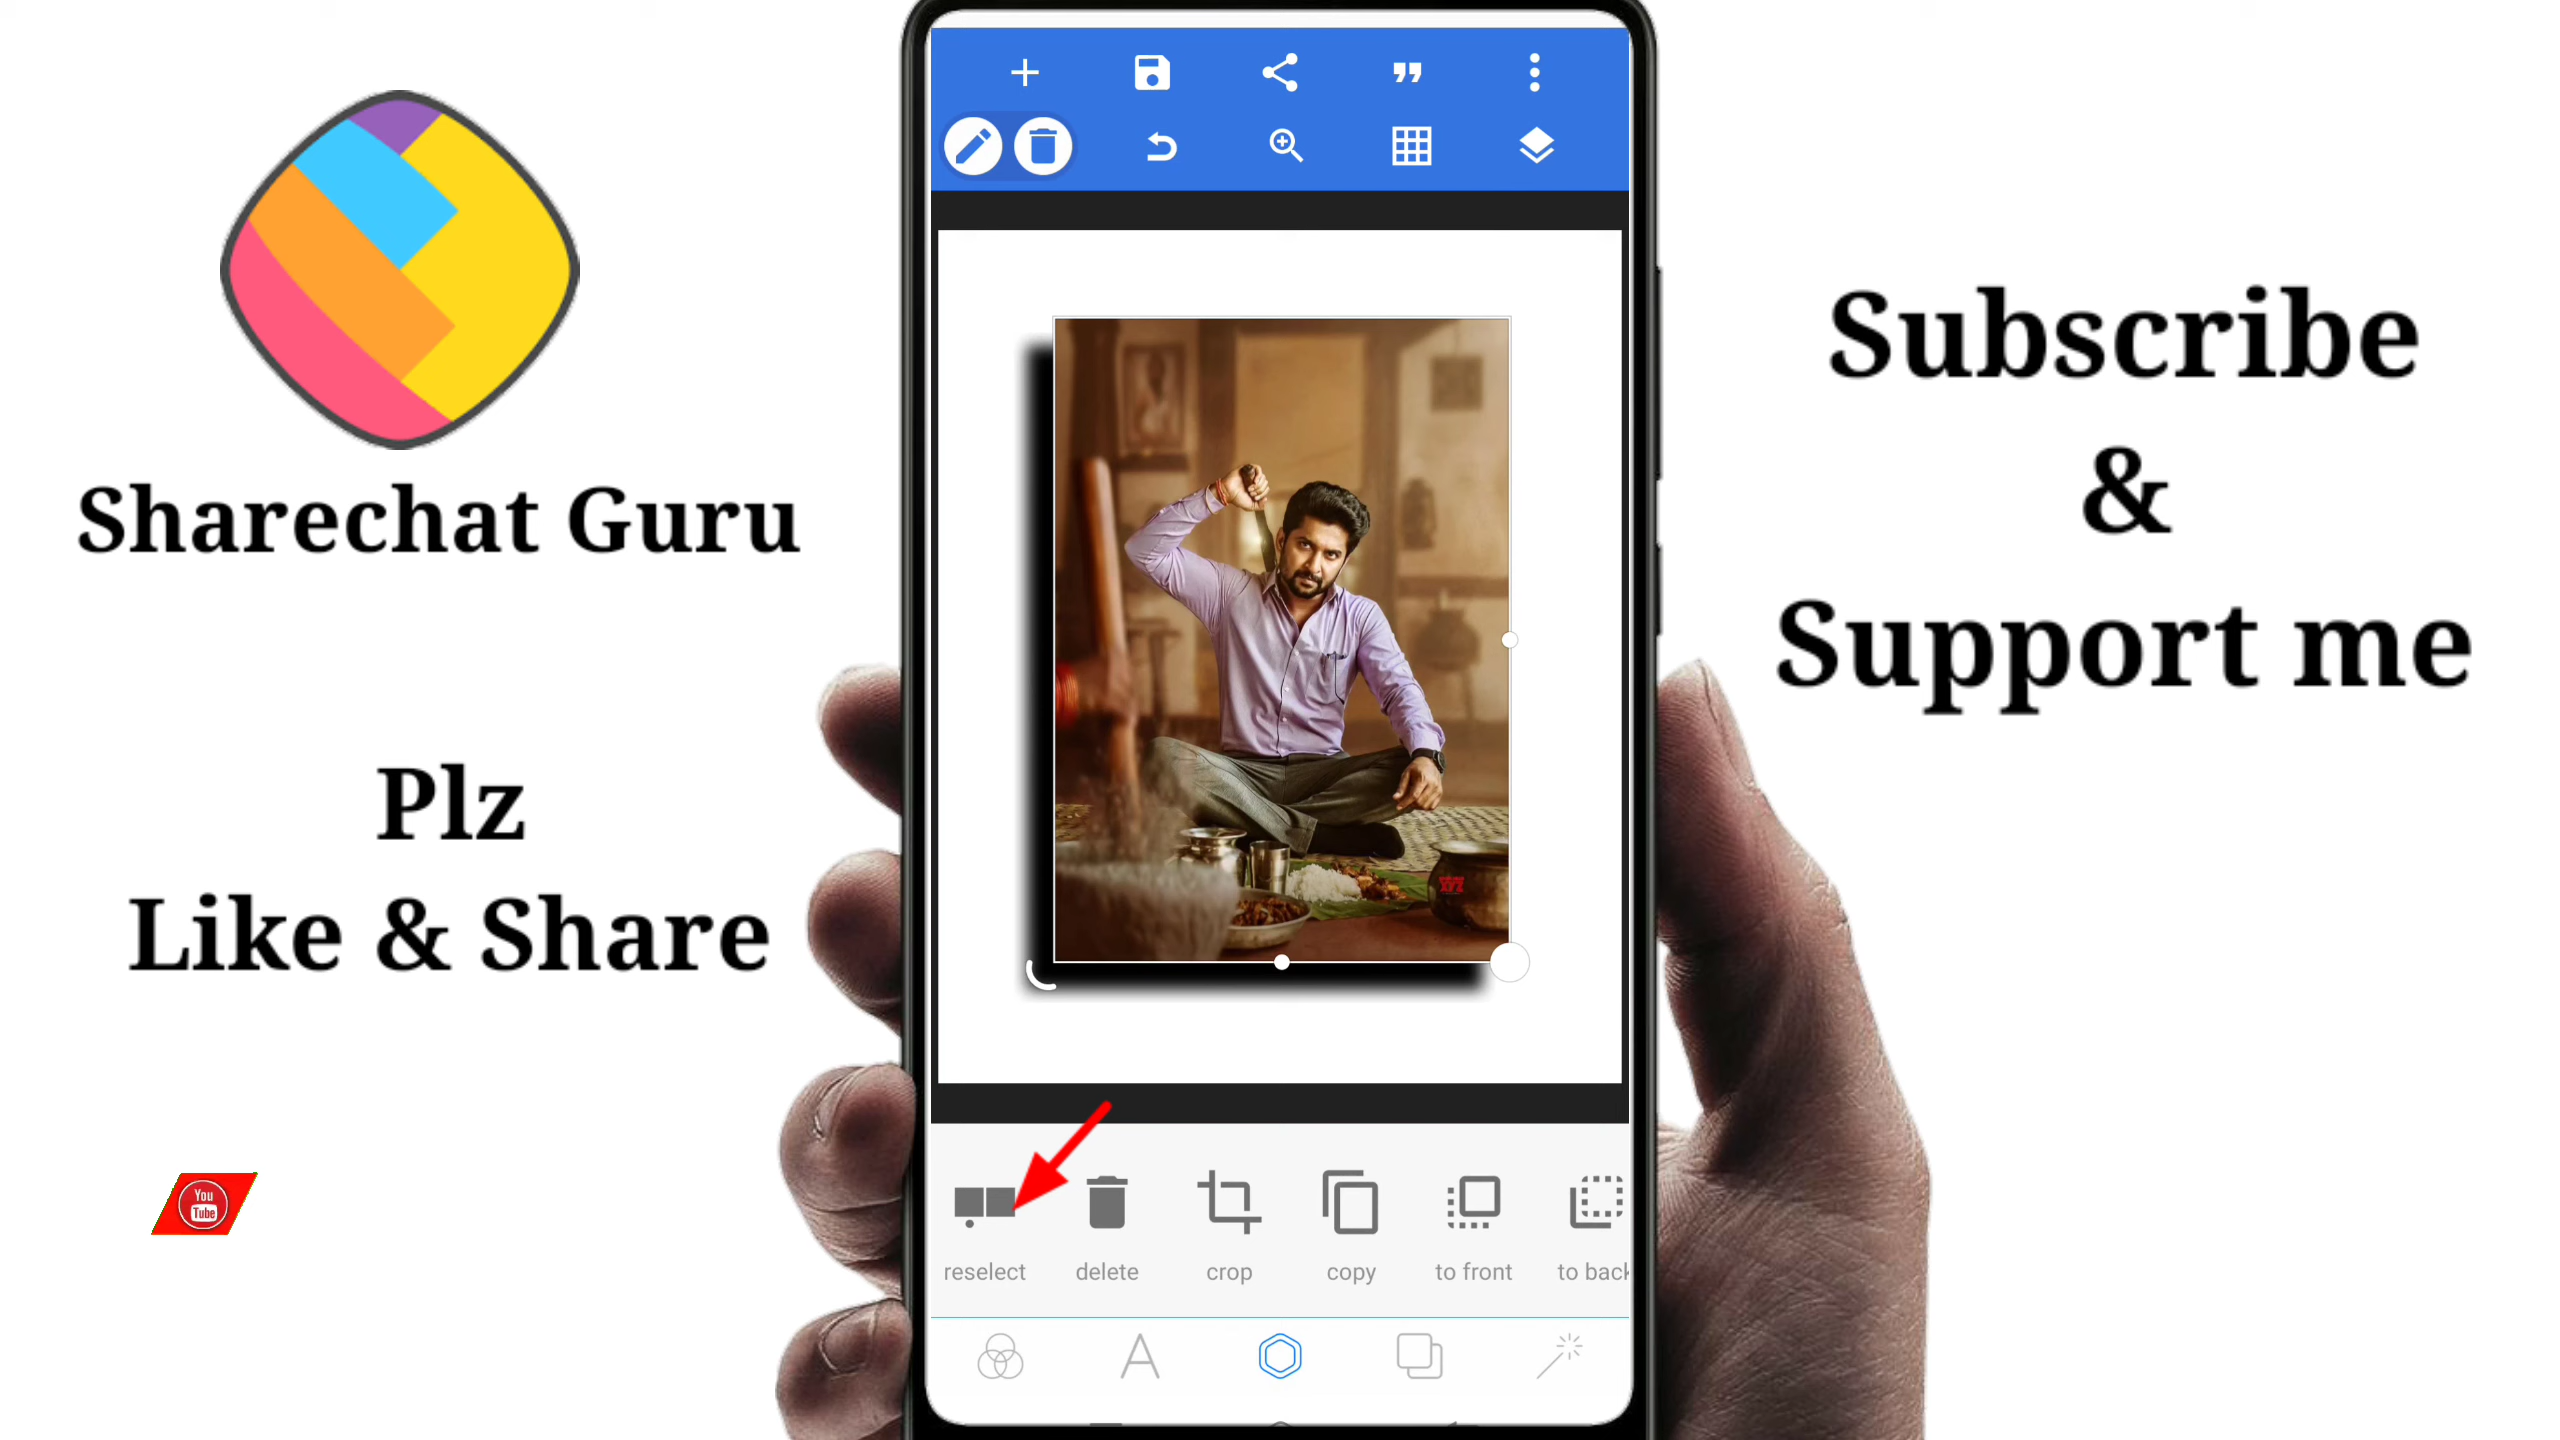 Sharechat Guru
Plz
Like & Share
You
Tube
Subscribe
&
Support me
reselect
delete
crop
copy
to front
to back